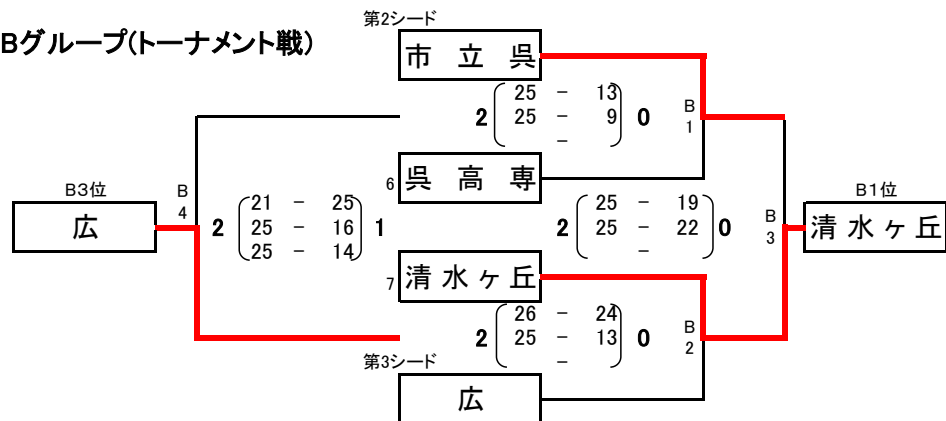 第2シード
Bグループ(トーナメント戦)
市 立 呉
2 25 - 13 0
25 - 9
-
B
1
6 呉 高 専
B3位
広
B
4
2 21 - 25 1
25 - 16
25 - 14
2 25 - 19 0
25 - 22
-
B
3
B1位
清水ヶ丘
7 清水ヶ丘
2 26 - 24 0
25 - 13
-
B
2
第3シード
広